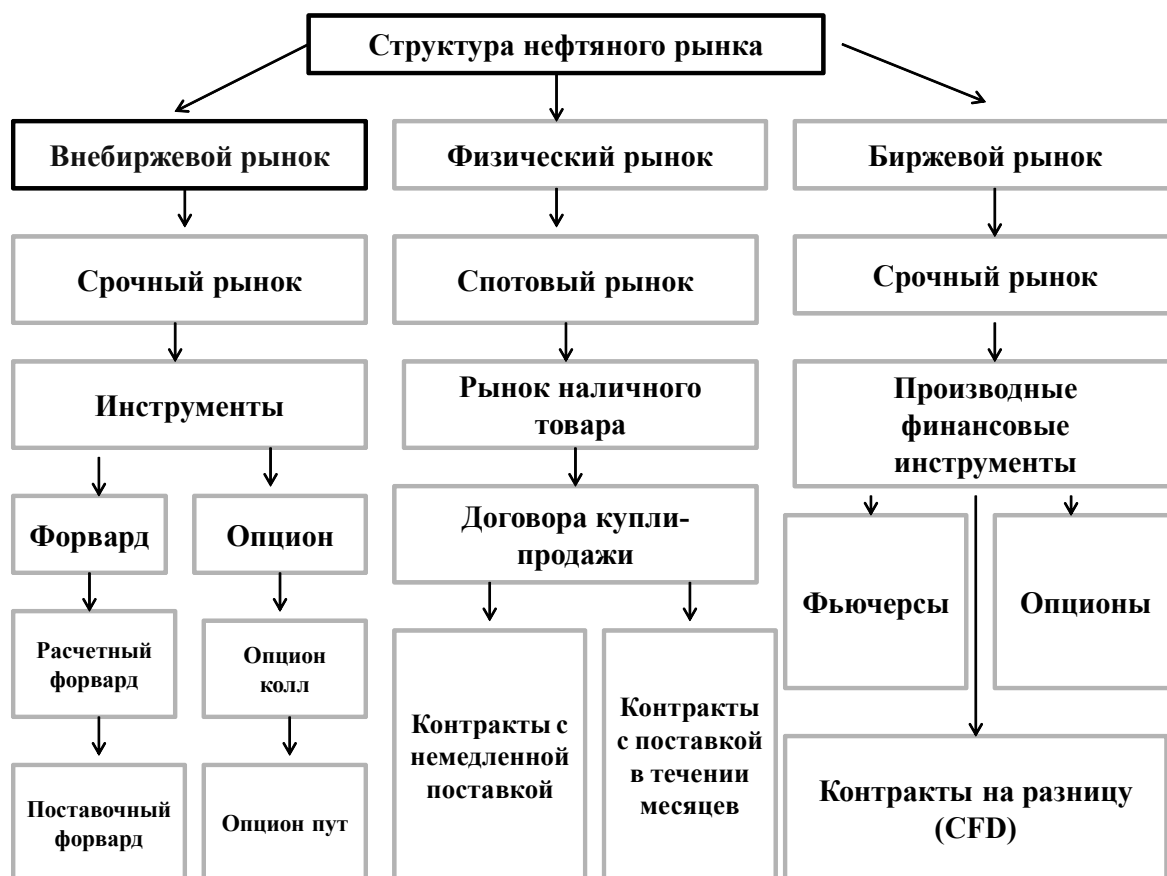 Структура нефтяного рынка
Внебиржевой рынок
Физический рынок
Биржевой рынок
Срочный рынок
Спотовый рынок
Срочный рынок
Инструменты
Рынок наличного
товара
Производные
финансовые
инструменты
Форвард
Опцион
Договора купли-
продажи
Фьючерсы
Опционы
Расчетный
форвард
Опцион
колл
Контракты с
немедленной
поставкой
Контракты
с поставкой
в течении
месяцев
Поставочный
форвард
Опцион пут
Контракты на разницу
(CFD)